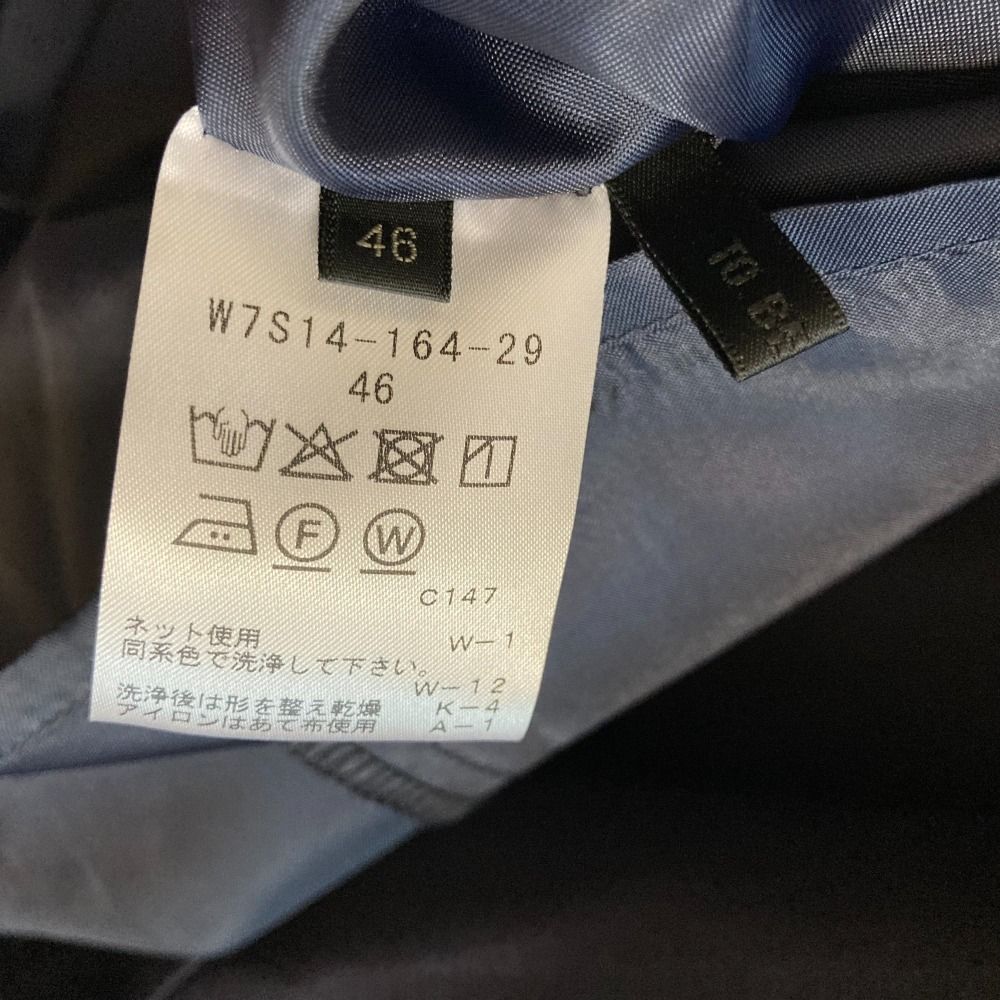 46
TO BA
W7S14-164-29
46
F
W
C147
ネット使用 W-1
同系色で洗浄して下さい。 W-12
洗浄後は形を整え乾燥 K-4
アイロンはあて布使用 A-1